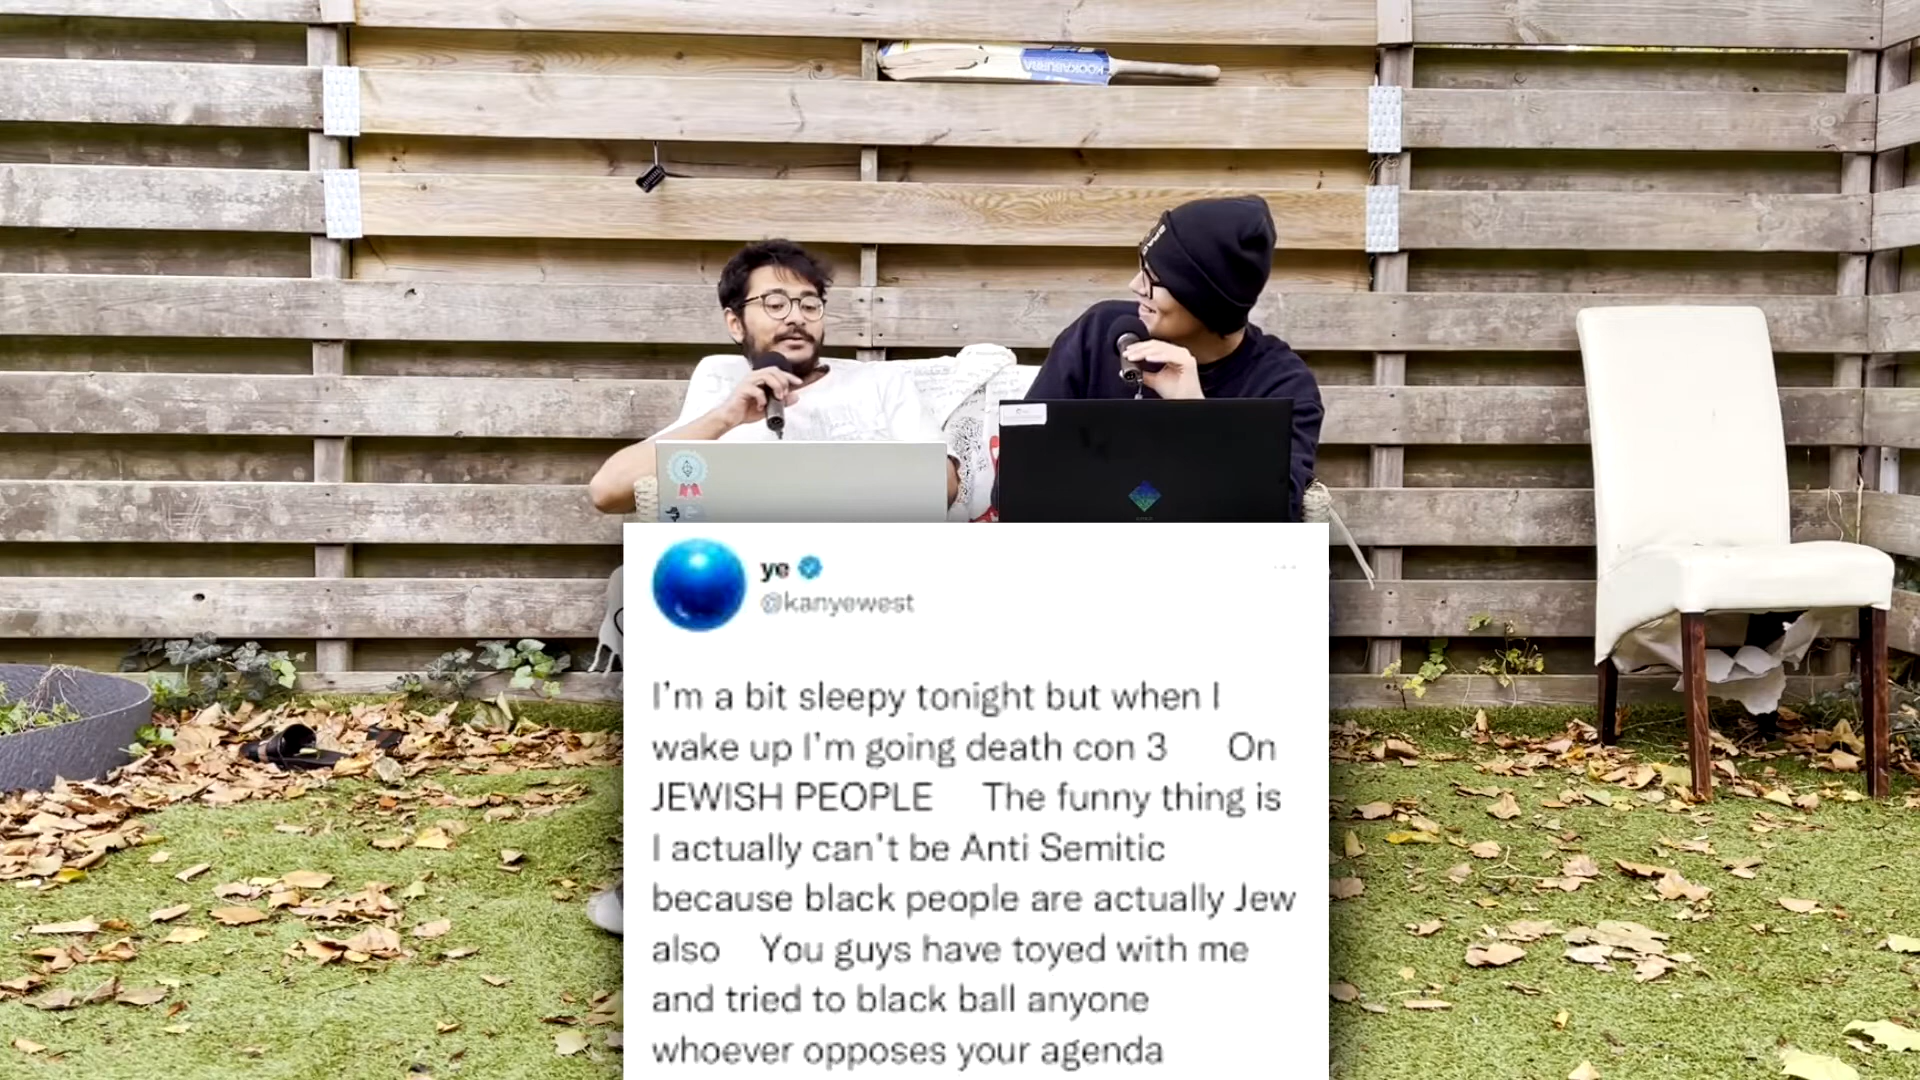 KOOKABURRA
ye
@kanyewest
I'm a bit sleepy tonight but when I
wake up I'm going death con 3 On
JEWISH PEOPLE The funny thing is
I actually can't be Anti Semitic
because black people are actually Jew
also You guys have toyed with me
and tried to black ball anyone
whoever opposes your agenda